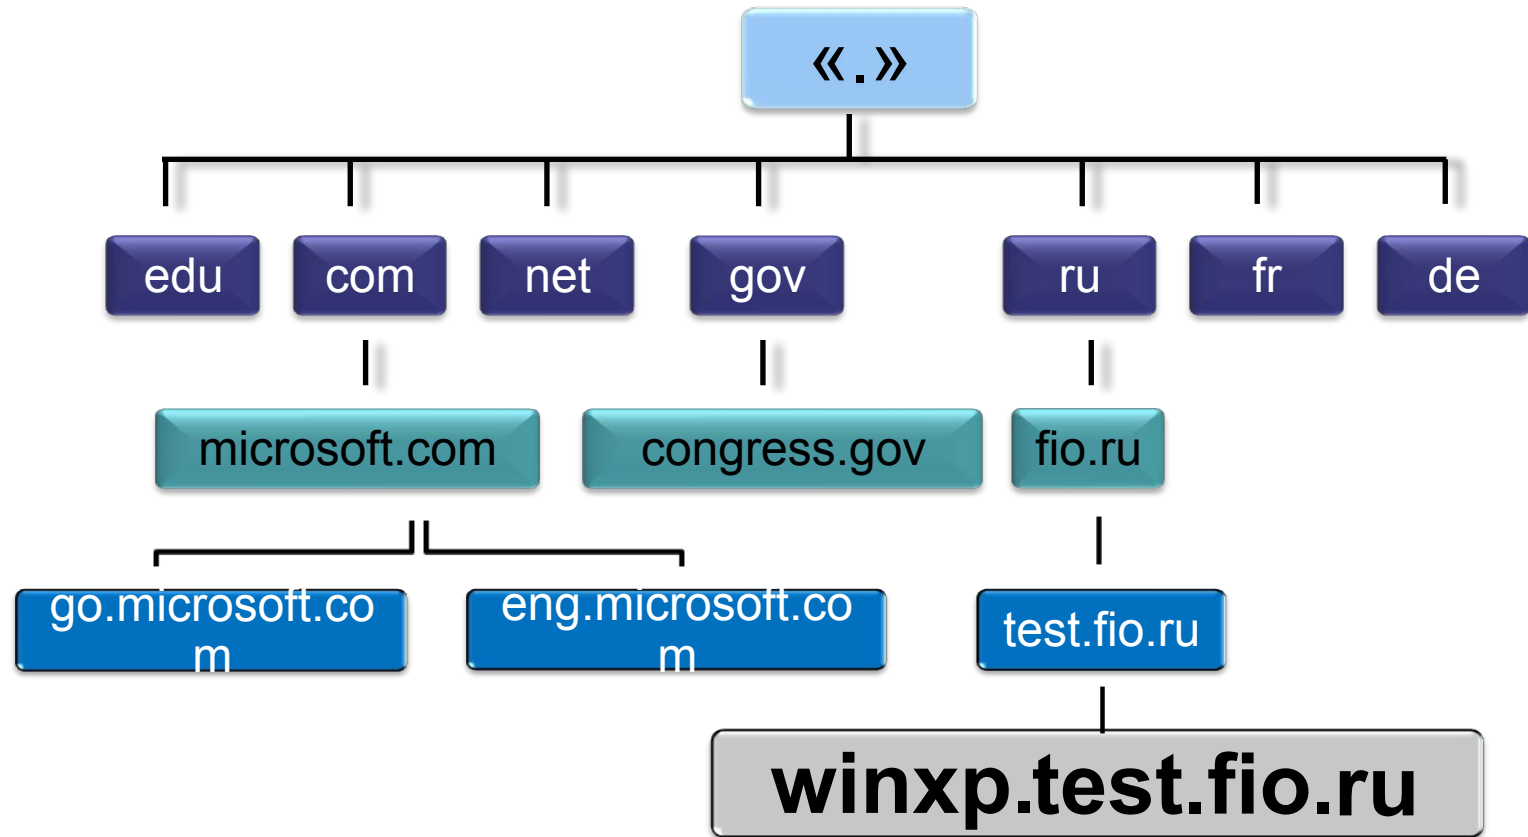 «.»
edu
com
net
gov
ru
fr
de
microsoft.com
congress.gov
fio.ru
go.microsoft.co
m
eng.microsoft.co
m
test.fio.ru
winxp.test.fio.ru